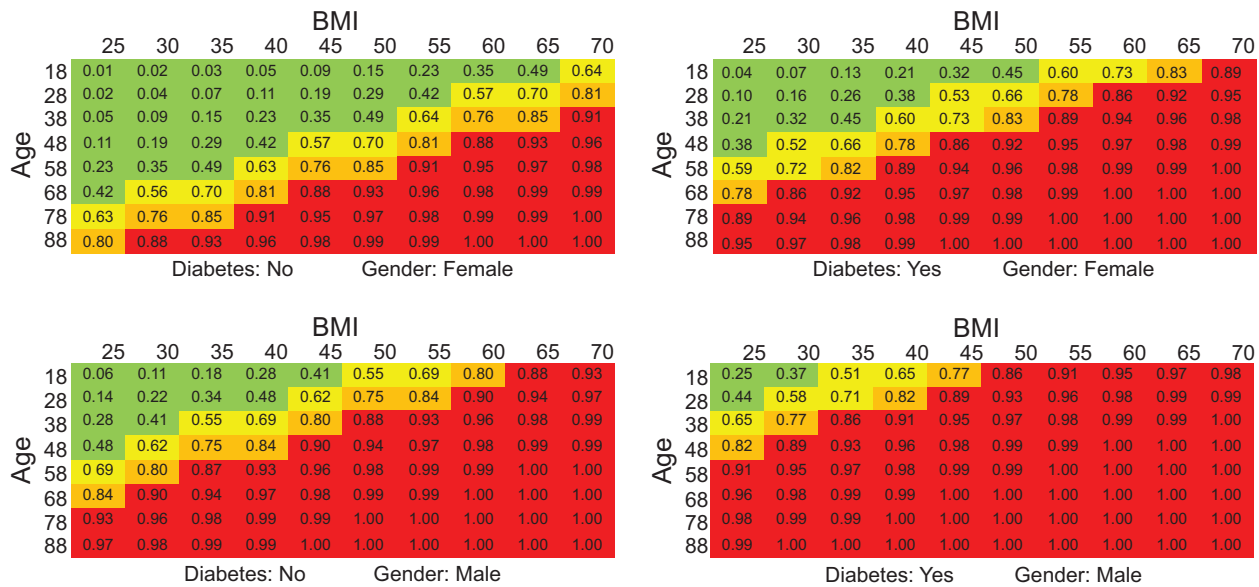 BMI
25 30 35 40 45 50 55 60 65 70
Age
18 0.01 0.02 0.03 0.05 0.09 0.15 0.23 0.35 0.49 0.64
28 0.02 0.04 0.07 0.11 0.19 0.29 0.42 0.57 0.70 0.81
38 0.05 0.09 0.15 0.23 0.35 0.49 0.64 0.76 0.85 0.91
48 0.11 0.19 0.29 0.42 0.57 0.70 0.81 0.88 0.93 0.96
58 0.23 0.35 0.49 0.63 0.76 0.85 0.91 0.95 0.97 0.98
68 0.42 0.56 0.70 0.81 0.88 0.93 0.96 0.98 0.99 0.99
78 0.63 0.76 0.85 0.91 0.95 0.97 0.98 0.99 0.99 1.00
88 0.80 0.88 0.93 0.96 0.98 0.99 0.99 1.00 1.00 1.00
Diabetes: No Gender: Female
BMI
25 30 35 40 45 50 55 60 65 70
Age
18 0.04 0.07 0.13 0.21 0.32 0.45 0.60 0.73 0.83 0.89
28 0.10 0.16 0.26 0.38 0.53 0.66 0.78 0.86 0.92 0.95
38 0.21 0.32 0.45 0.60 0.73 0.83 0.89 0.94 0.96 0.98
48 0.38 0.52 0.66 0.78 0.86 0.92 0.95 0.97 0.98 0.99
58 0.59 0.72 0.82 0.89 0.94 0.96 0.98 0.99 0.99 1.00
68 0.78 0.86 0.92 0.95 0.97 0.98 0.99 1.00 1.00 1.00
78 0.89 0.94 0.96 0.98 0.99 0.99 1.00 1.00 1.00 1.00
88 0.95 0.97 0.98 0.99 1.00 1.00 1.00 1.00 1.00 1.00
Diabetes: Yes Gender: Female
BMI
25 30 35 40 45 50 55 60 65 70
Age
18 0.06 0.11 0.18 0.28 0.41 0.55 0.69 0.80 0.88 0.93
28 0.14 0.22 0.34 0.48 0.62 0.75 0.84 0.90 0.94 0.97
38 0.28 0.41 0.55 0.69 0.80 0.88 0.93 0.96 0.98 0.99
48 0.48 0.62 0.75 0.84 0.90 0.94 0.97 0.98 0.99 0.99
58 0.69 0.80 0.87 0.93 0.96 0.98 0.99 0.99 1.00 1.00
68 0.84 0.90 0.94 0.97 0.98 0.99 0.99 1.00 1.00 1.00
78 0.93 0.96 0.98 0.99 0.99 1.00 1.00 1.00 1.00 1.00
88 0.97 0.98 0.99 0.99 1.00 1.00 1.00 1.00 1.00 1.00
Diabetes: No Gender: Male
BMI
25 30 35 40 45 50 55 60 65 70
Age
18 0.25 0.37 0.51 0.65 0.77 0.86 0.91 0.95 0.97 0.98
28 0.44 0.58 0.71 0.82 0.89 0.93 0.96 0.98 0.99 0.99
38 0.65 0.77 0.86 0.91 0.95 0.97 0.98 0.99 0.99 1.00
48 0.82 0.89 0.93 0.96 0.98 0.99 0.99 1.00 1.00 1.00
58 0.91 0.95 0.97 0.98 0.99 0.99 1.00 1.00 1.00 1.00
68 0.96 0.98 0.99 0.99 1.00 1.00 1.00 1.00 1.00 1.00
78 0.98 0.99 0.99 1.00 1.00 1.00 1.00 1.00 1.00 1.00
88 0.99 1.00 1.00 1.00 1.00 1.00 1.00 1.00 1.00 1.00
Diabetes: Yes Gender: Male